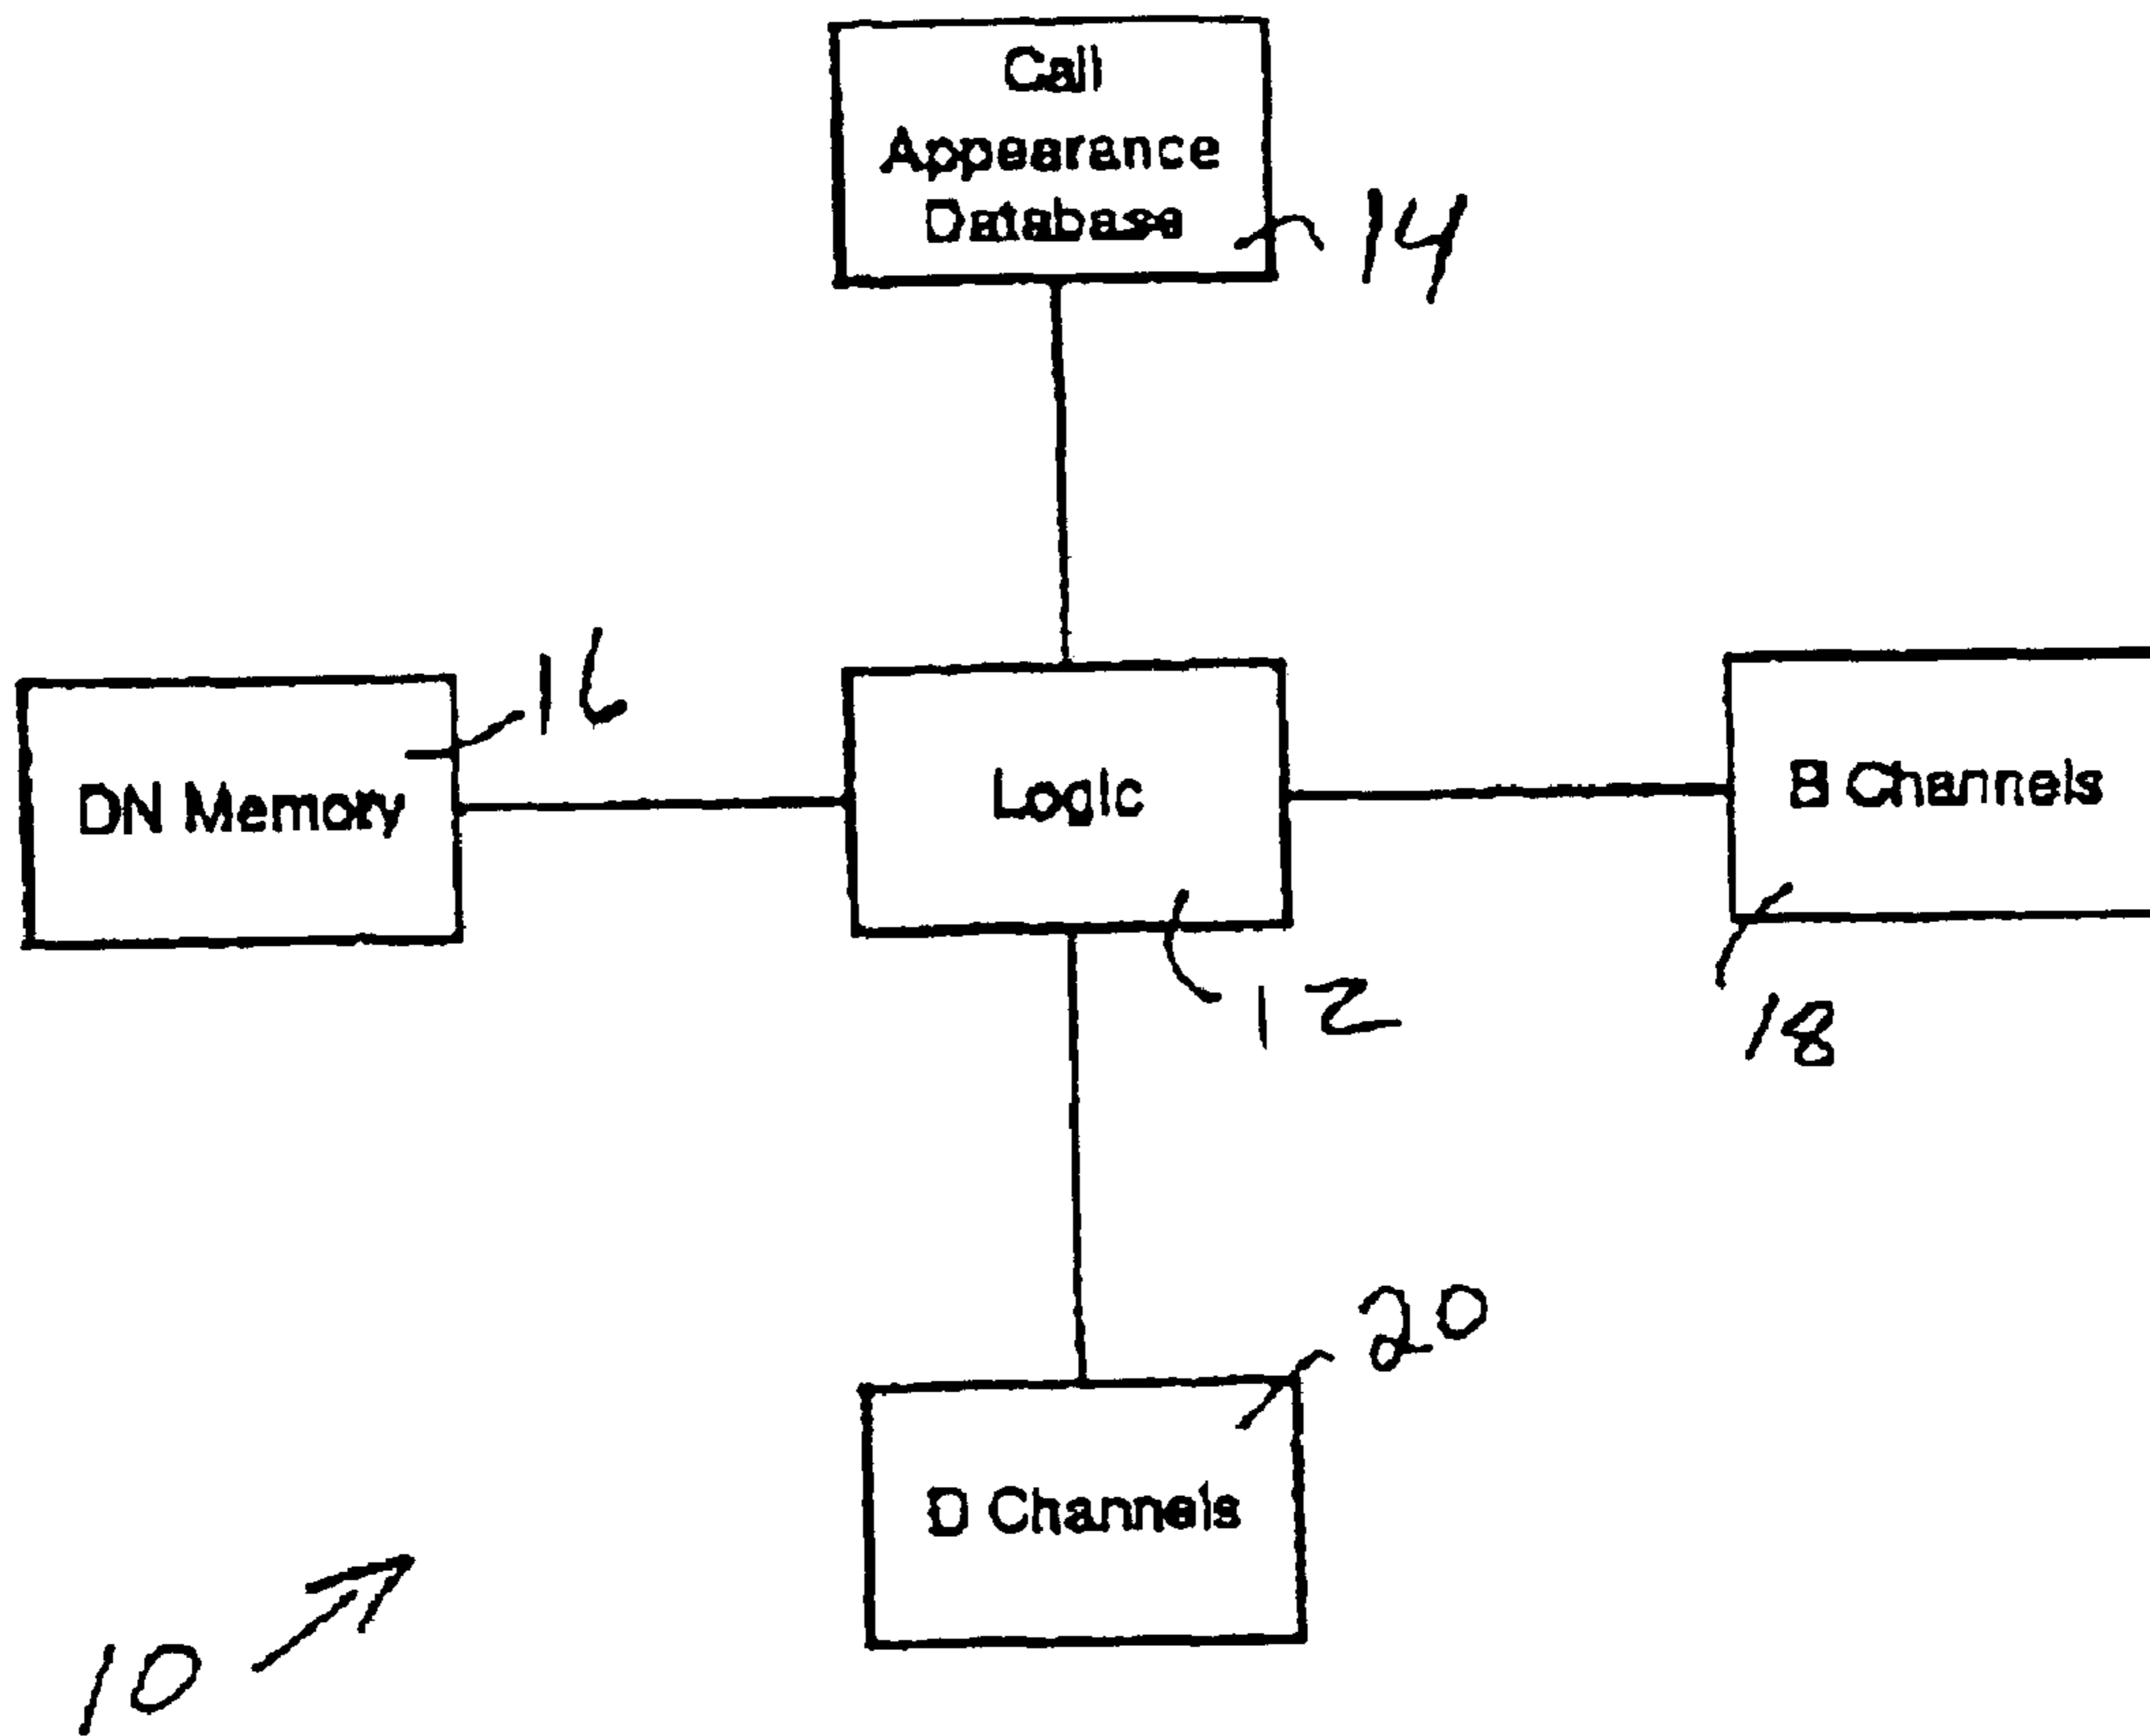 Call
Appearance
Database
14
16
DN Memory
Logic
B Channels
12
18
20
D Channels
10